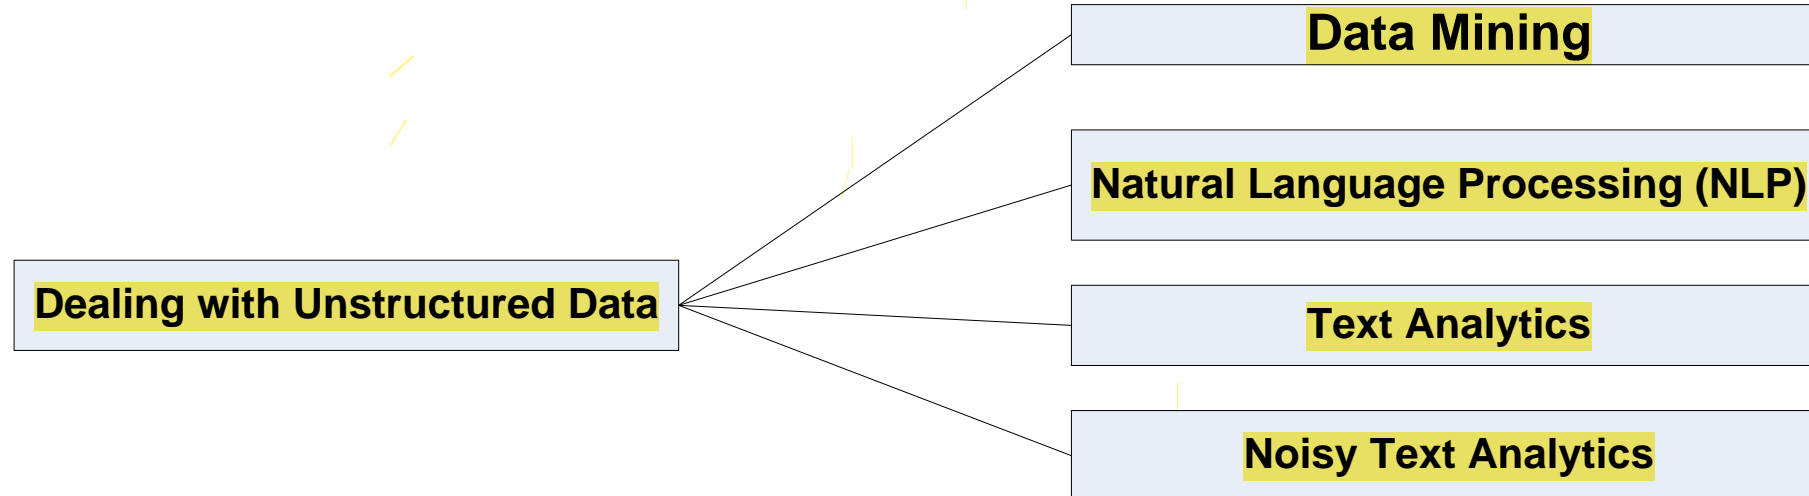 Data Mining
Natural Language Processing (NLP)
Dealing with Unstructured Data
Text Analytics
Noisy Text Analytics